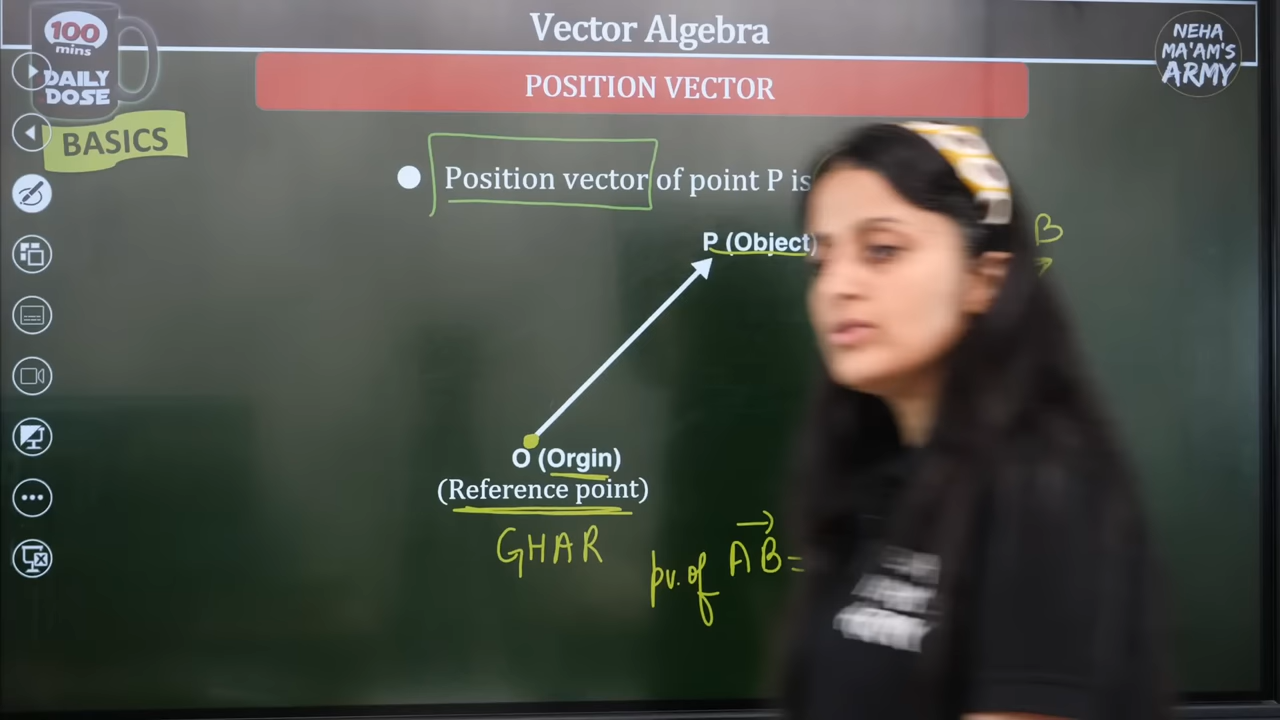 Vector Algebra
100
mins
DAILY
DOSE
NEHA
MA'AM'S
ARMY
POSITION VECTOR
BASICS
Position vector of point P is
P (Object)
B
O (Orgin)
(Reference point)
GHAR
pv. of AB =